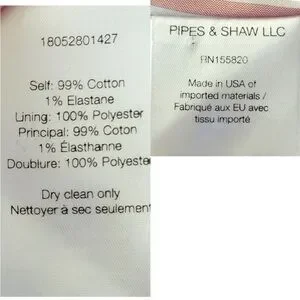 18052801427
Self: 99% Cotton
1% Elastane
Lining: 100% Polyester
Principal: 99% Coton
1% Élasthanne
Doublure: 100% Polyester
Dry clean only
Nettoyer à sec seulement
PIPES & SHAW LLC
RN155820
Made in USA of
imported materials /
Fabriqué aux EU avec
tissu importé